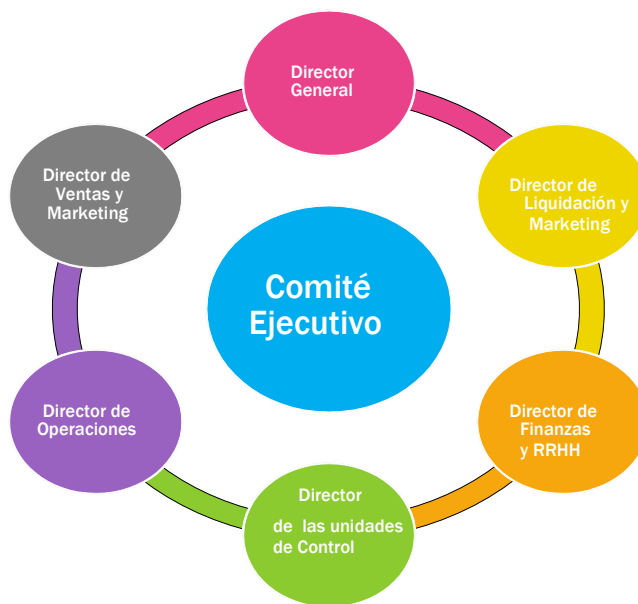 Director
General
Director de
Liquidación y
Marketing
Director de
Finanzas
y RRHH
Director
de las unidades
de Control
Director de
Operaciones
Director de
Ventas y
Marketing
Comité
Ejecutivo